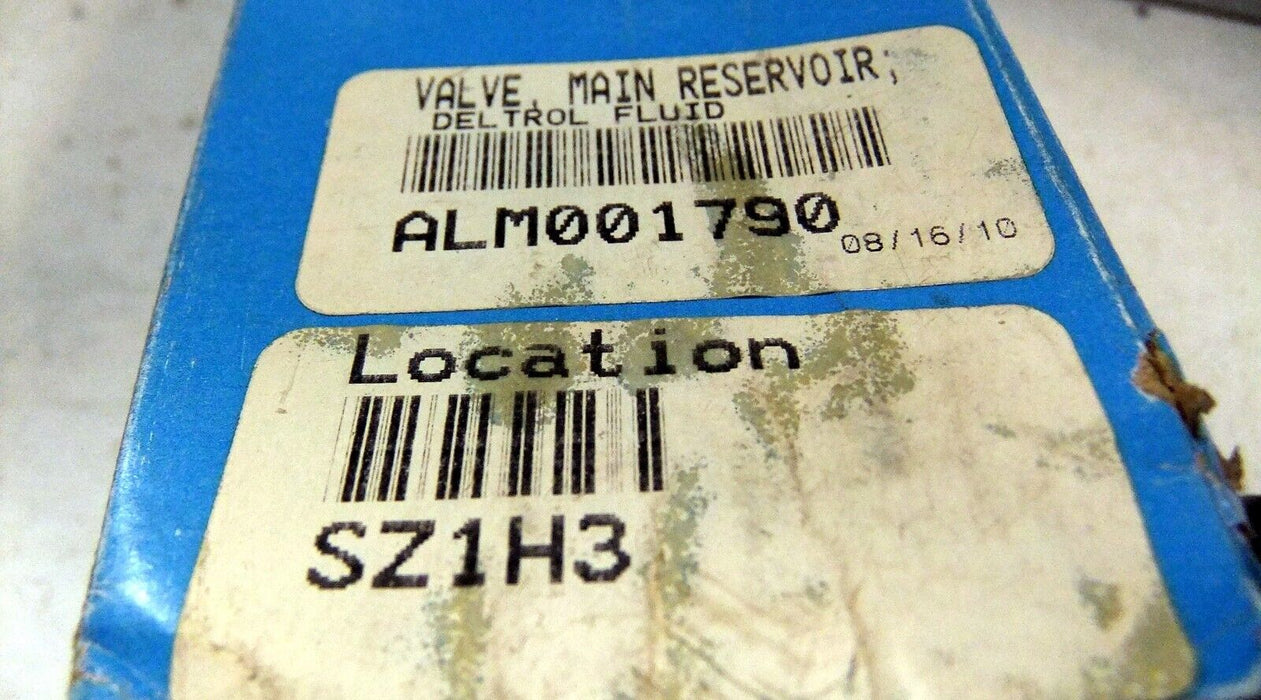 VALVE, MAIN RESERVOIR;
DELTROL FLUID
ALM001790 08/16/10
Location
SZ1H3